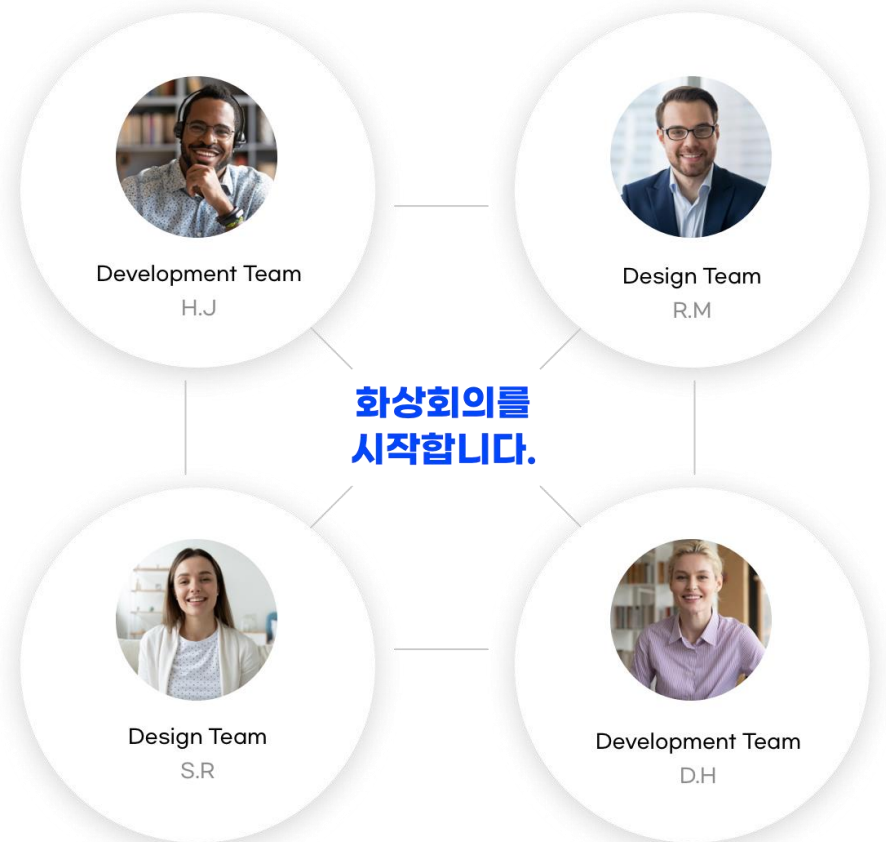 Development Team
H.J
Design Team
R.M
화상회의를
시작합니다.
Design Team
S.R
Development Team
D.H